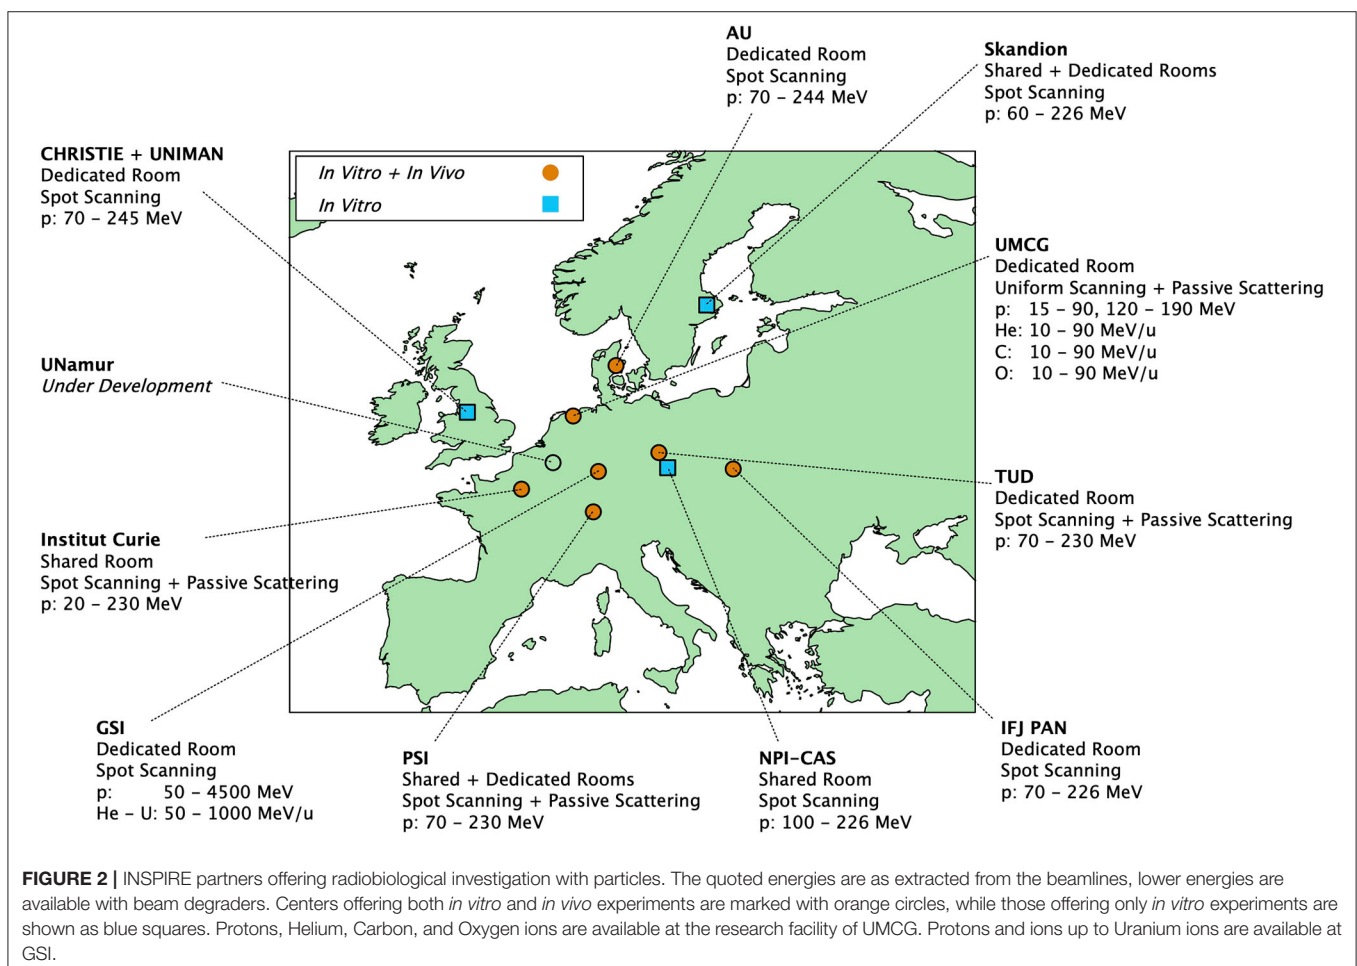 AU
Dedicated Room
Spot Scanning
p: 70 – 244 MeV
Skandion
Shared + Dedicated Rooms
Spot Scanning
p: 60 – 226 MeV
CHRISTIE + UNIMAN
Dedicated Room
Spot Scanning
p: 70 – 245 MeV
In Vitro + In Vivo
In Vitro
UMCG
Dedicated Room
Uniform Scanning + Passive Scattering
p: 15 – 90, 120 – 190 MeV
He: 10 – 90 MeV/u
C: 10 – 90 MeV/u
O: 10 – 90 MeV/u
UNamur
Under Development
TUD
Dedicated Room
Spot Scanning + Passive Scattering
p: 70 – 230 MeV
Institut Curie
Shared Room
Spot Scanning + Passive Scattering
p: 20 – 230 MeV
GSI
Dedicated Room
Spot Scanning
p: 50 – 4500 MeV
He – U: 50 – 1000 MeV/u
PSI
Shared + Dedicated Rooms
Spot Scanning + Passive Scattering
p: 70 – 230 MeV
NPI–CAS
Shared Room
Spot Scanning
p: 100 – 226 MeV
IFJ PAN
Dedicated Room
Spot Scanning
p: 70 – 226 MeV
FIGURE 2 | INSPIRE partners offering radiobiological investigation with particles. The quoted energies are as extracted from the beamlines, lower energies are
available with beam degraders. Centers offering both in vitro and in vivo experiments are marked with orange circles, while those offering only in vitro experiments are
shown as blue squares. Protons, Helium, Carbon, and Oxygen ions are available at the research facility of UMCG. Protons and ions up to Uranium ions are available at
GSI.